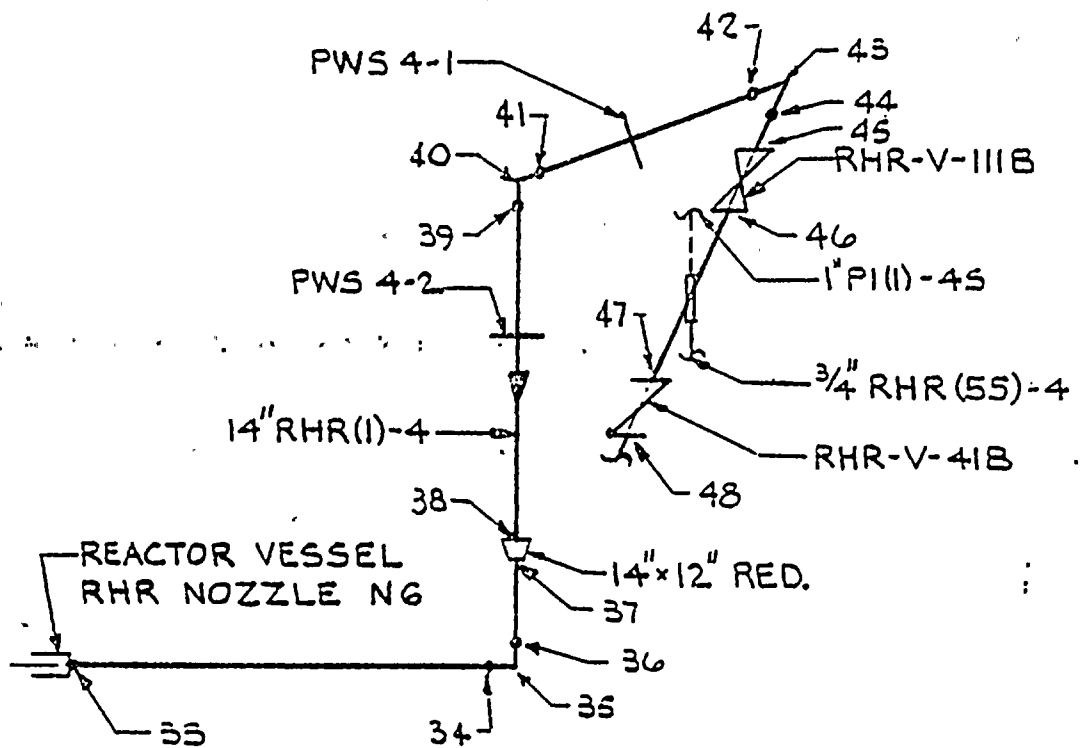 42
43
PWS 4-1
44
41
45
40
RHR-V-111B
39
46
1" PI(1)-4S
PWS 4-2
47
3/4" RHR(55)-4
14" RHR(1)-4
RHR-V-41B
48
38
REACTOR VESSEL
RHR NOZZLE N6
14"x12" RED.
37
36
35
34
33